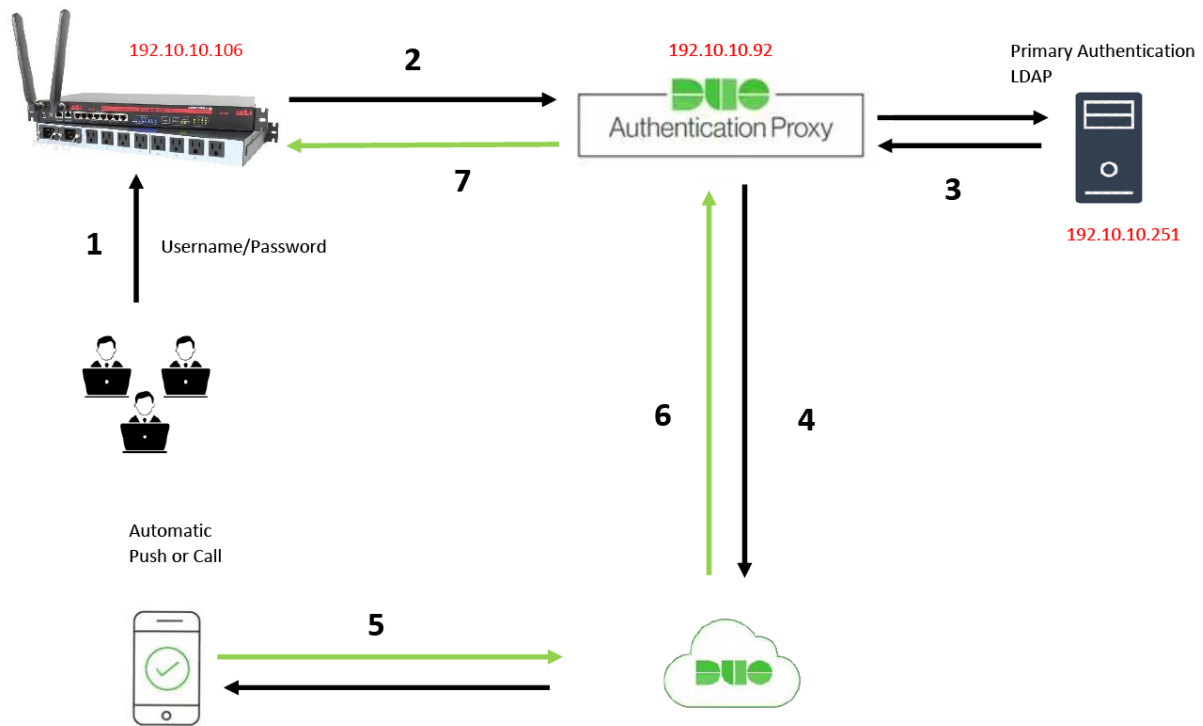 192.10.10.106
2
192.10.10.92
DUO
Authentication Proxy
Primary Authentication
LDAP
7
3
192.10.10.251
1
Username/Password
6
4
Automatic
Push or Call
5
DUO